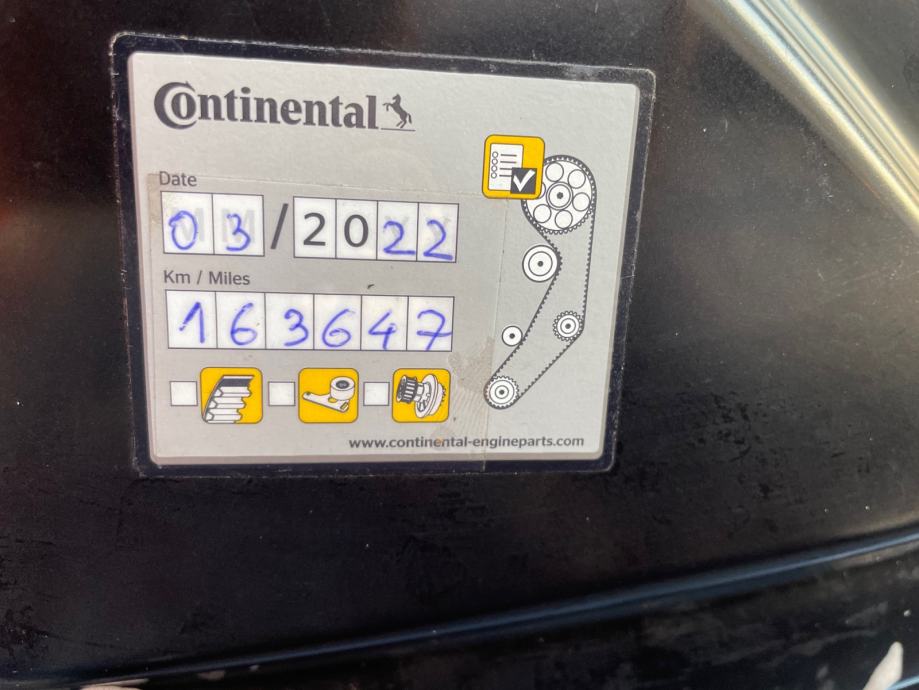 Continental
Date
03/2022
Km / Miles
163647
www.continental-engineparts.com